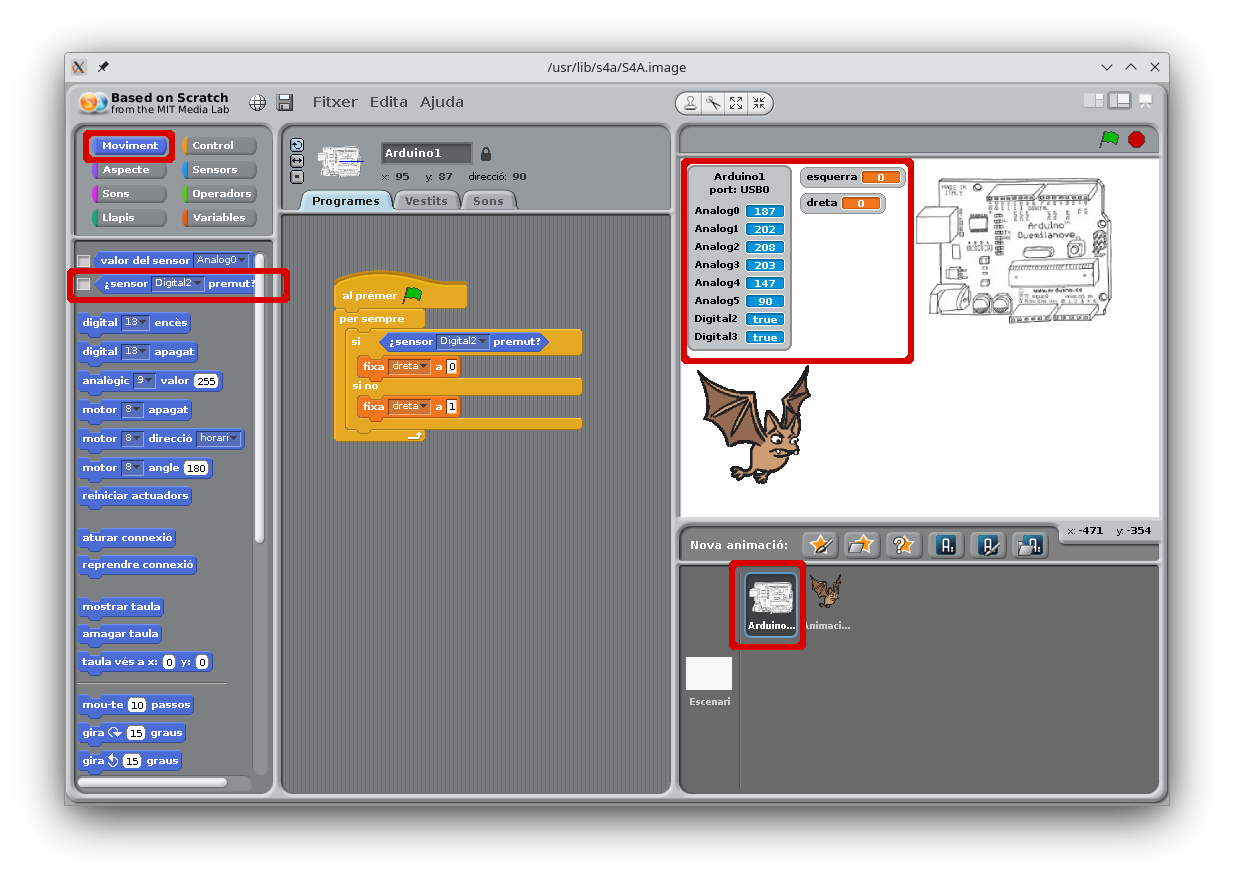 /usr/lib/s4a/S4A.image
Based on Scratch
from the MIT Media Lab
Fitxer Edita Ajuda
Moviment Control
Aspecte Sensors
Sons Operadors
Llapis Variables
valor del sensor Analog0
¿sensor Digital2 premut?
digital 13 encès
digital 13 apagat
analògic 9 valor 255
motor 8 apagat
motor 8 direcció horari
motor 8 angle 180
reiniciar actuadors
aturar connexió
reprendre connexió
mostrar taula
amagar taula
taula vés a x: 0 y: 0
mou-te 10 passos
gira 15 graus
gira 15 graus
Arduino1
x: 95 y: 87 direcció: 90
Programes Vestits Sons
al prémer
per sempre
si ¿sensor Digital2 premut?
fixa dreta a 0
si no
fixa dreta a 1
Arduino1
port: USB0
Analog0 187
Analog1 202
Analog2 208
Analog3 203
Analog4 147
Analog5 90
Digital2 true
Digital3 true
esquerra 0
dreta 0
MADE IN
ITALY
DIGITAL
TX
RX
Arduino
Duemilanove
www.arduino.cc
x: -471 y: -354
Nova animació:
Arduino...
Animaci...
Escenari